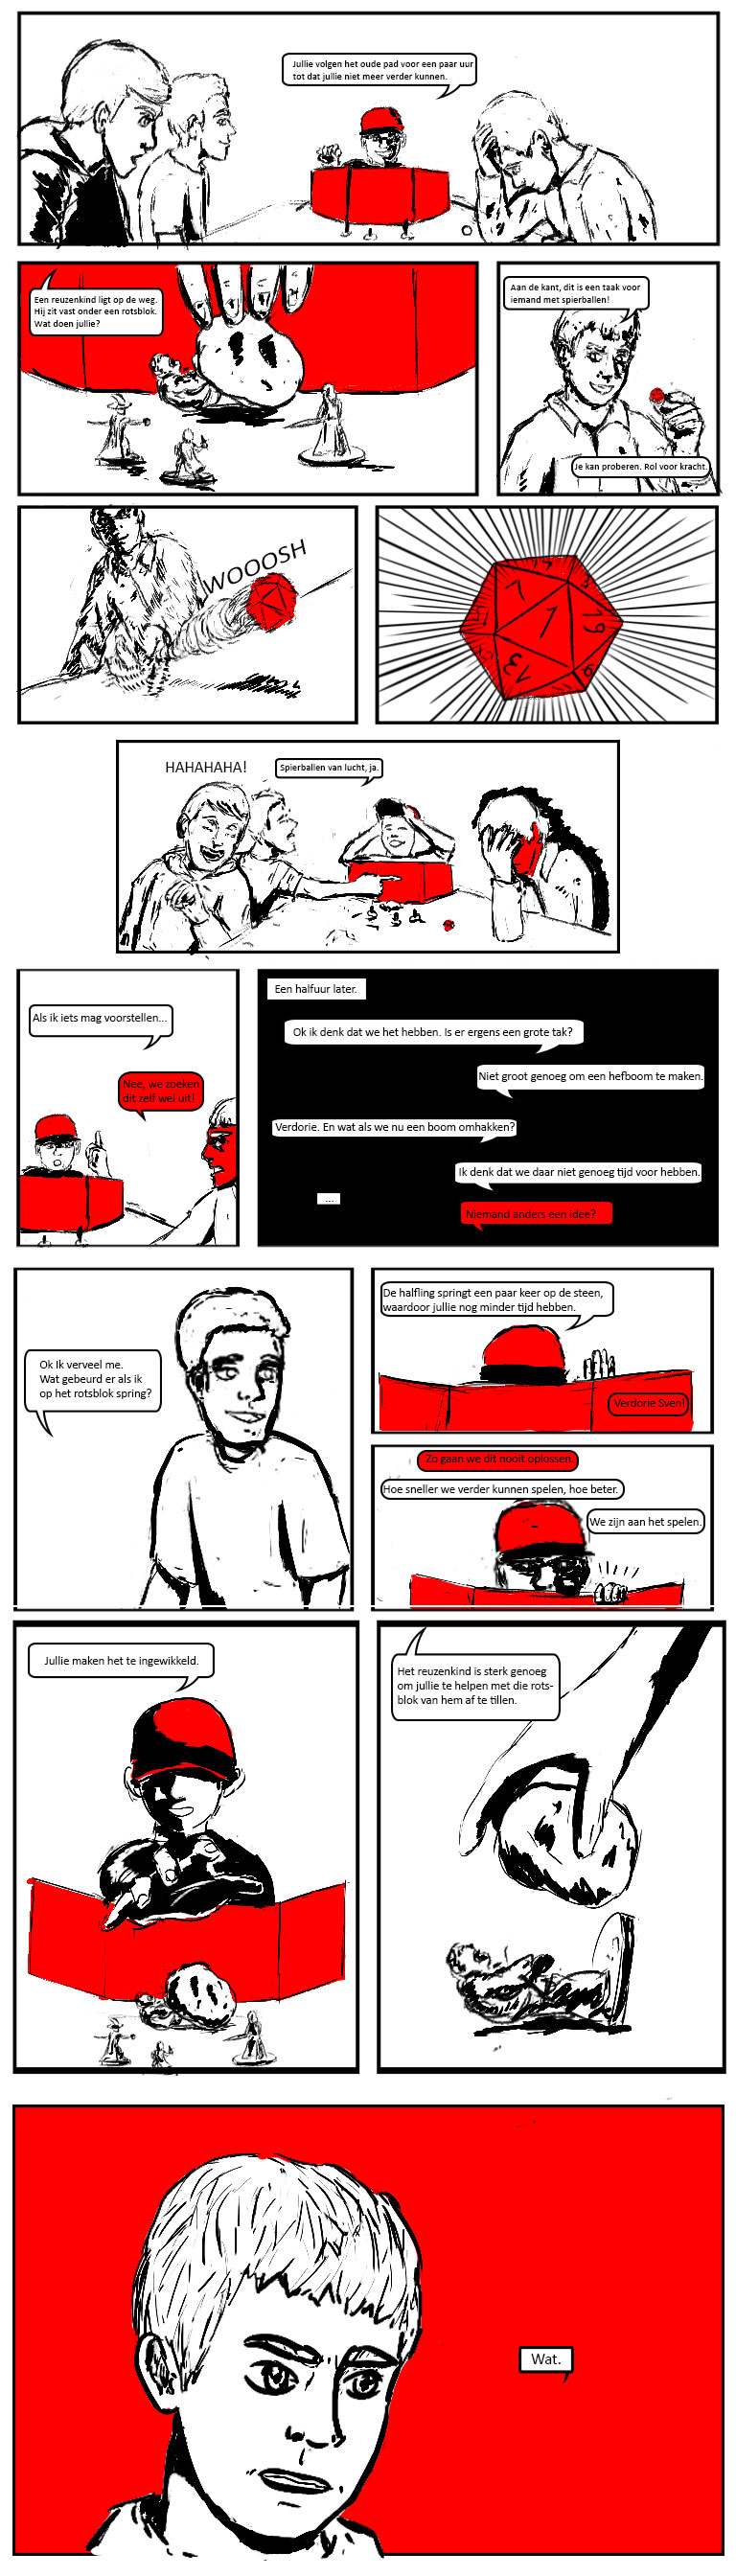 Jullie volgen het oude pad voor een paar uur
tot dat jullie niet meer verder kunnen.
Een reuzenkind ligt op de weg.
Hij zit vast onder een rotsblok.
Wat doen jullie?
Aan de kant, dit is een taak voor
iemand met spierballen!
Je kan proberen. Rol voor kracht.
WOOOSH
7
1
19
13
9
HAHAHAHA!
Spierballen van lucht, ja.
Als ik iets mag voorstellen...
Nee, we zoeken
dit zelf wel uit!
Een halfuur later.
Ok ik denk dat we het hebben. Is er ergens een grote tak?
Niet groot genoeg om een hefboom te maken.
Verdorie. En wat als we nu een boom omhakken?
Ik denk dat we daar niet genoeg tijd voor hebben.
...
Niemand anders een idee?
Ok Ik verveel me.
Wat gebeurd er als ik
op het rotsblok spring?
De halfling springt een paar keer op de steen,
waardoor jullie nog minder tijd hebben.
Verdorie Sven!
Zo gaan we dit nooit oplossen.
Hoe sneller we verder kunnen spelen, hoe beter.
We zijn aan het spelen.
Jullie maken het te ingewikkeld.
Het reuzenkind is sterk genoeg
om jullie te helpen met die rots-
blok van hem af te tillen.
Wat.